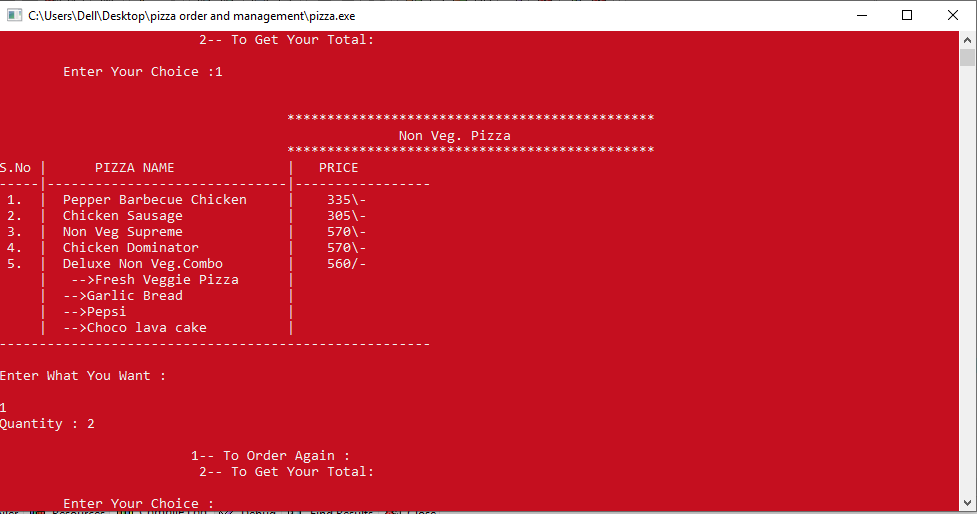 C:\Users\Dell\Desktop\pizza order and management\pizza.exe
2-- To Get Your Total:
Enter Your Choice :1
**********************************************
Non Veg. Pizza
**********************************************
S.No | PIZZA NAME | PRICE
-----|------------------------------|-----------------
1. | Pepper Barbecue Chicken | 335\-
2. | Chicken Sausage | 305\-
3. | Non Veg Supreme | 570\-
4. | Chicken Dominator | 570\-
5. | Deluxe Non Veg.Combo | 560/-
| -->Fresh Veggie Pizza |
| -->Garlic Bread |
| -->Pepsi |
| -->Choco lava cake |
------------------------------------------------------
Enter What You Want :
1
Quantity : 2
1-- To Order Again :
2-- To Get Your Total:
Enter Your Choice :